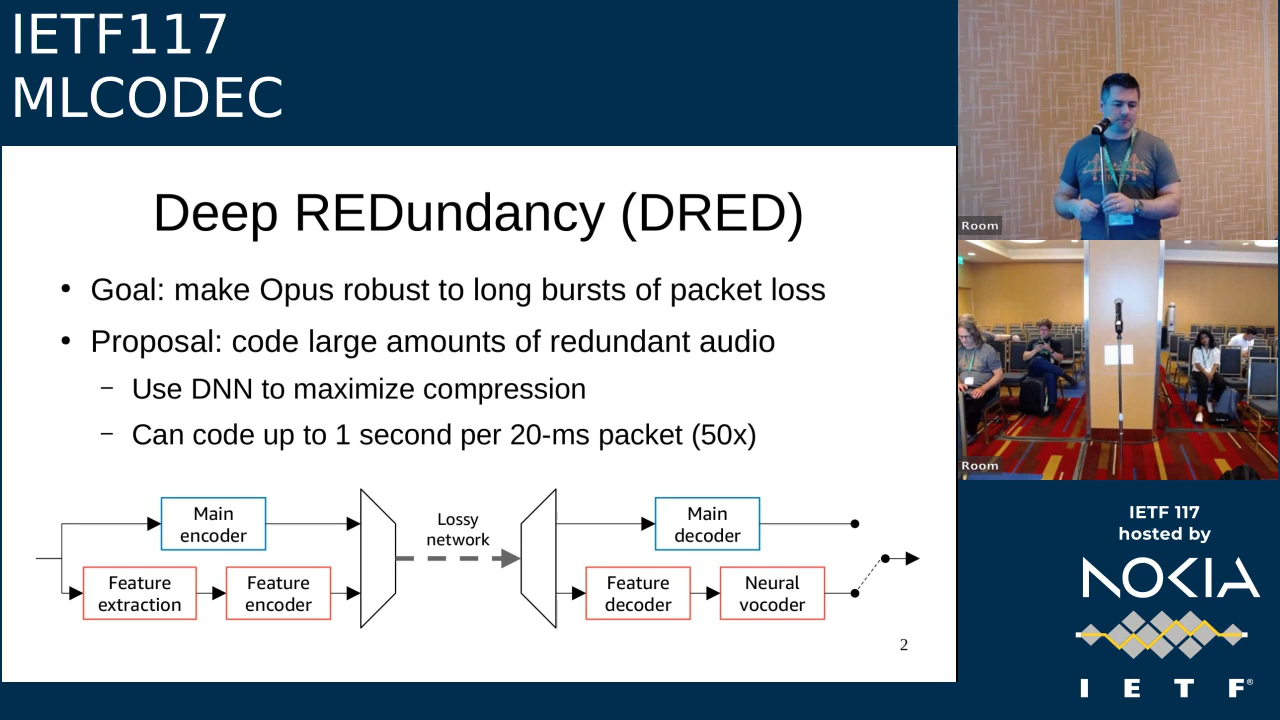 IETF117
MLCODEC
Deep REDundancy (DRED)
• Goal: make Opus robust to long bursts of packet loss
• Proposal: code large amounts of redundant audio
– Use DNN to maximize compression
– Can code up to 1 second per 20-ms packet (50x)
Main
encoder
Feature
extraction
Feature
encoder
Lossy
network
Main
decoder
Feature
decoder
Neural
vocoder
2
Room
Room
IETF 117
hosted by
NOKIA
I E T F®